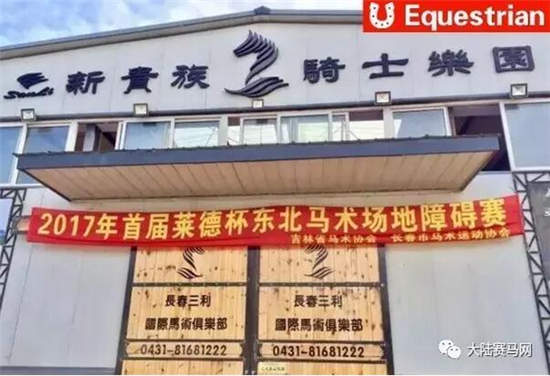 Equestrian
新貴族 騎士樂園
2017年首届莱德杯东北马术场地障碍赛
吉林省马术协会 长春市马术运动协会
長春三利 長春三利
國際馬術俱樂部 國際馬術俱樂部
0431-81681222 0431-81681222
大陆赛马网